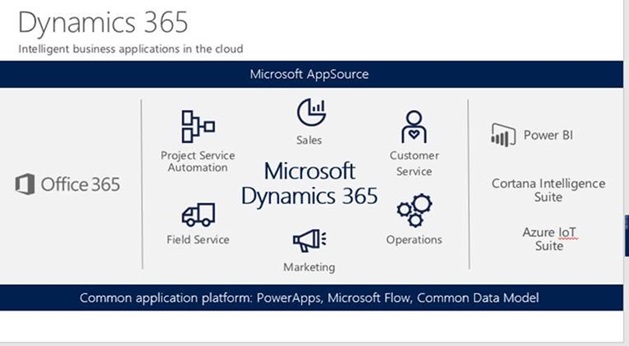 Dynamics 365
Intelligent business applications in the cloud
Microsoft AppSource
Office 365
Project Service
Automation
Sales
Customer
Service
Microsoft
Dynamics 365
Field Service
Marketing
Operations
Power BI
Cortana Intelligence
Suite
Azure IoT
Suite
Common application platform: PowerApps, Microsoft Flow, Common Data Model